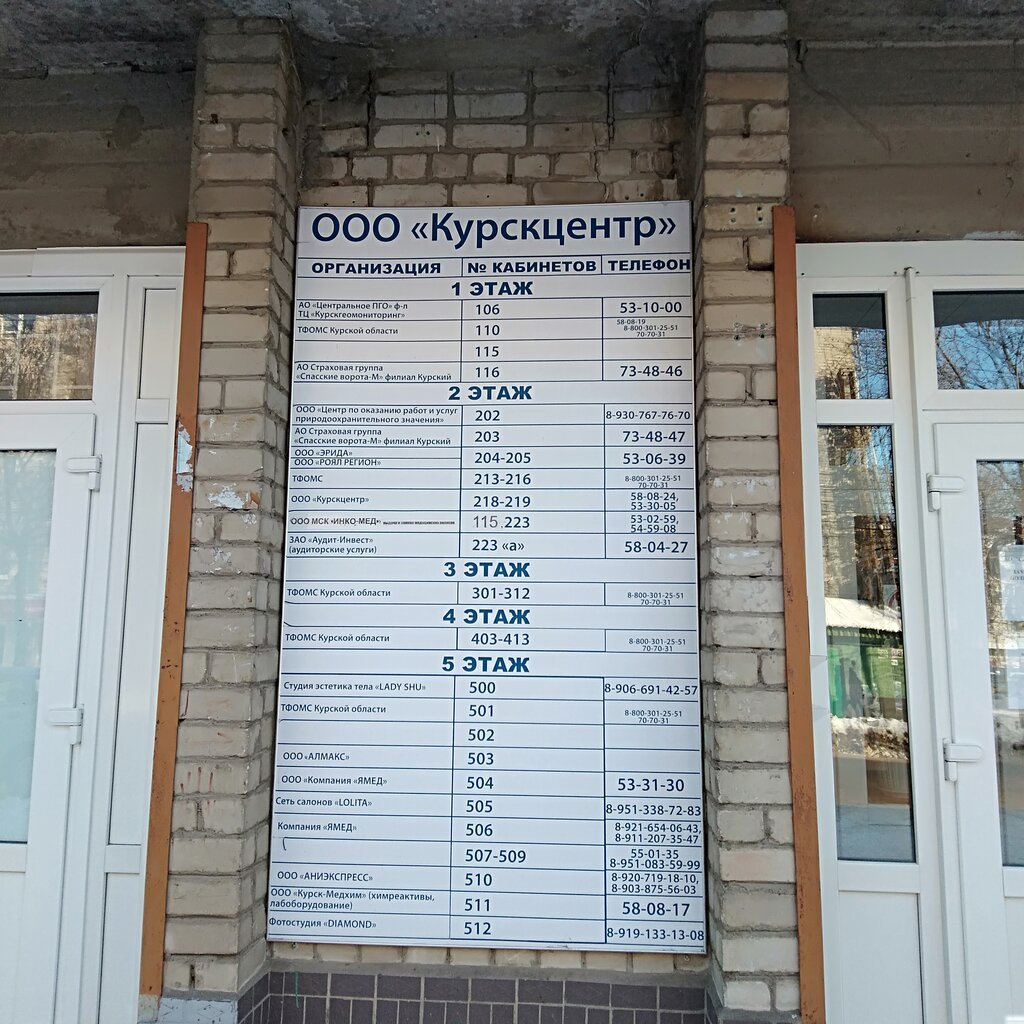 ООО «Курскцентр»
ОРГАНИЗАЦИЯ № КАБИНЕТОВ ТЕЛЕФОН
1 ЭТАЖ
АО «Центральное ПГО» ф-л
ТЦ «Курскгеомониторинг» 106 53-10-00
58-08-19
ТФОМС Курской области 110 8-800-301-25-51
70-70-31
115
АО Страховая группа
«Спасские ворота-М» филиал Курский 116 73-48-46
2 ЭТАЖ
ООО «Центр по оказанию работ и услуг
природоохранительного значения» 202 8-930-767-76-70
АО Страховая группа
«Спасские ворота-М» филиал Курский 203 73-48-47
ООО «ЭРИДА»
ООО «РОЯЛ РЕГИОН» 204-205 53-06-39
ТФОМС 213-216 8-800-301-25-51
70-70-31
ООО «Курскцентр» 218-219 58-08-24,
53-30-05
ООО МСК «ИНКО-МЕД» 115,223 53-02-59,
54-59-08
ЗАО «Аудит-Инвест»
(аудиторские услуги) 223 «а» 58-04-27
3 ЭТАЖ
ТФОМС Курской области 301-312 8-800-301-25-51
70-70-31
4 ЭТАЖ
ТФОМС Курской области 403-413 8-800-301-25-51
70-70-31
5 ЭТАЖ
Студия эстетика тела «LADY SHU» 500 8-906-691-42-57
ТФОМС Курской области 501 8-800-301-25-51
70-70-31
502
ООО «АЛМАКС» 503
ООО «Компания «ЯМЕД» 504 53-31-30
Сеть салонов «LOLITA» 505 8-951-338-72-83
Компания «ЯМЕД» 506 8-921-654-06-43,
8-911-207-35-47
507-509 55-01-35
8-951-083-59-99
ООО «АНИЭКСПРЕСС» 510 8-920-719-18-10,
8-903-875-56-03
ООО «Курск-Медхим» (химреактивы,
лабоборудование) 511 58-08-17
Фотостудия «DIAMOND» 512 8-919-133-13-08